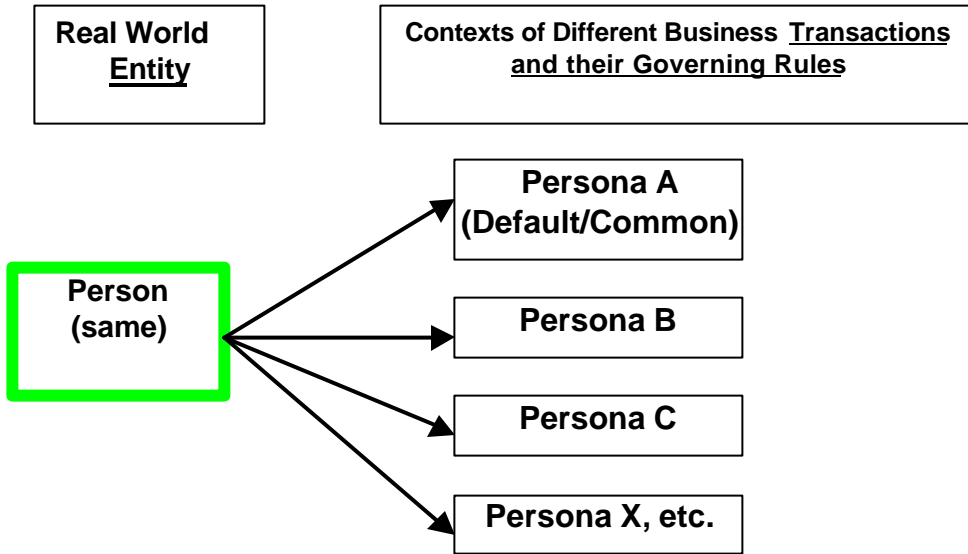 Real World
Entity
Contexts of Different Business Transactions
and their Governing Rules
Persona A
(Default/Common)
Person
(same)
Persona B
Persona C
Persona X, etc.